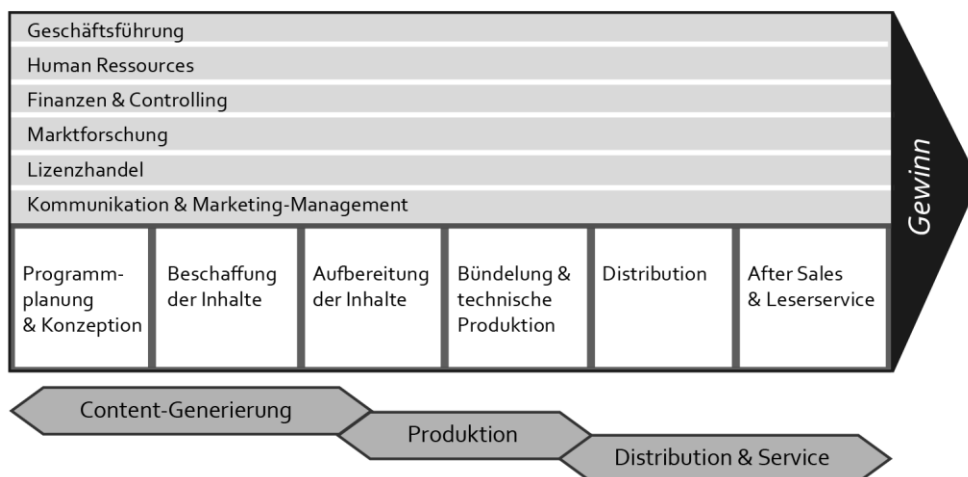 Geschäftsführung
Human Ressources
Finanzen & Controlling
Marktforschung
Lizenzhandel
Kommunikation & Marketing-Management
Gewinn
Programm-
planung
& Konzeption
Beschaffung
der Inhalte
Aufbereitung
der Inhalte
Bündelung &
technische
Produktion
Distribution
After Sales
& Leserservice
Content-Generierung
Produktion
Distribution & Service